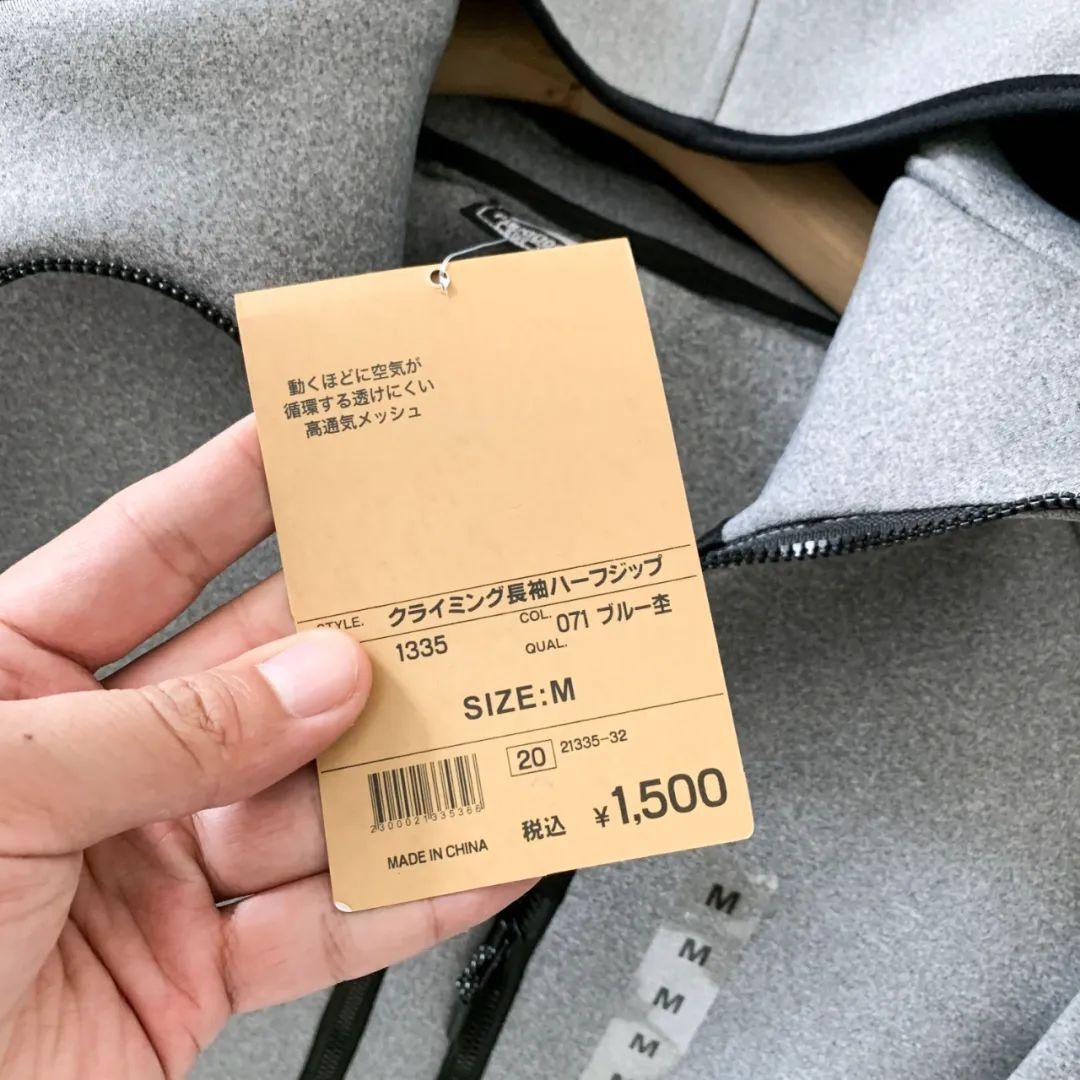 動くほどに空気が
循環する透けにくい
高通気メッシュ
クライミング長袖ハーフジップ
STYLE. 1335 COL. 071 ブルー杢
QUAL.
SIZE:M
20 21335-32
2300021335366
税込 ¥1,500
MADE IN CHINA
M
M
M
M